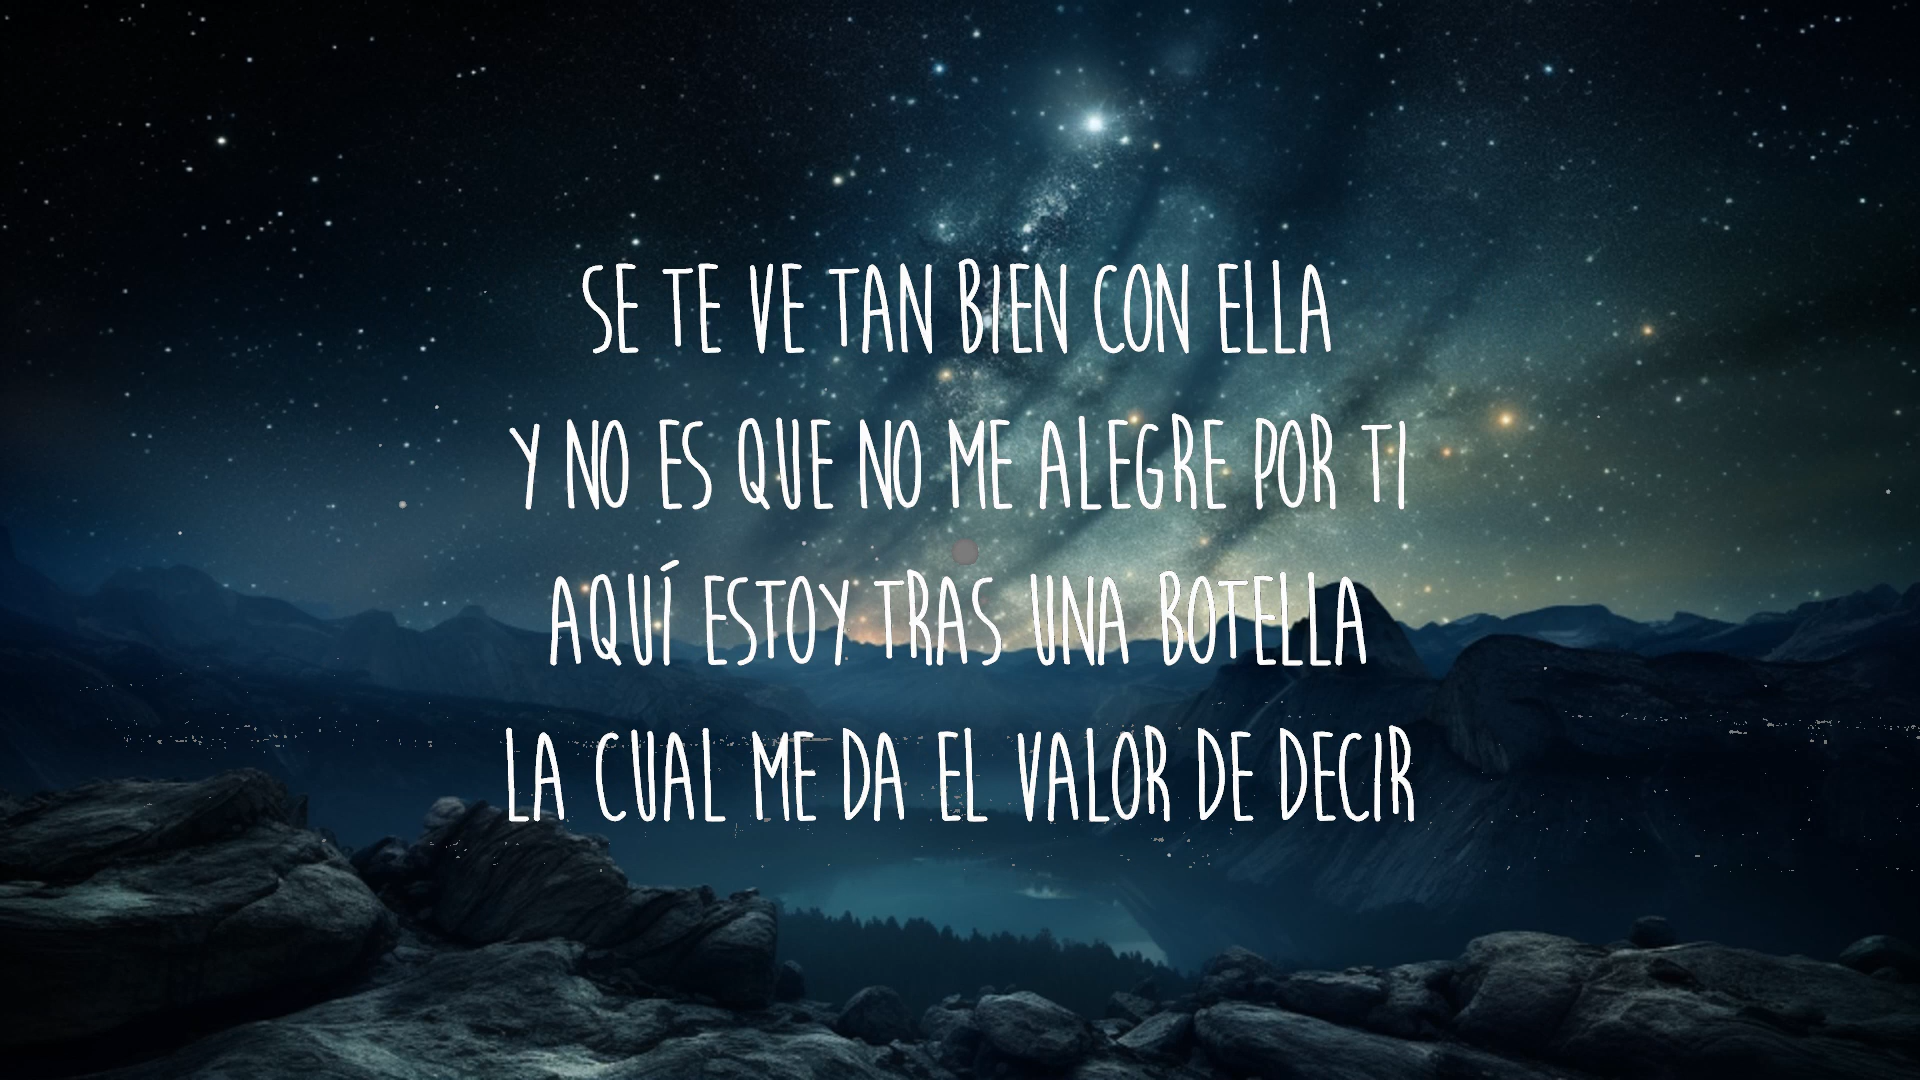 SE TE VE TAN BIEN CON ELLA
Y NO ES QUE NO ME ALEGRE POR TI
AQUÍ ESTOY TRAS UNA BOTELLA
LA CUAL ME DA EL VALOR DE DECIR